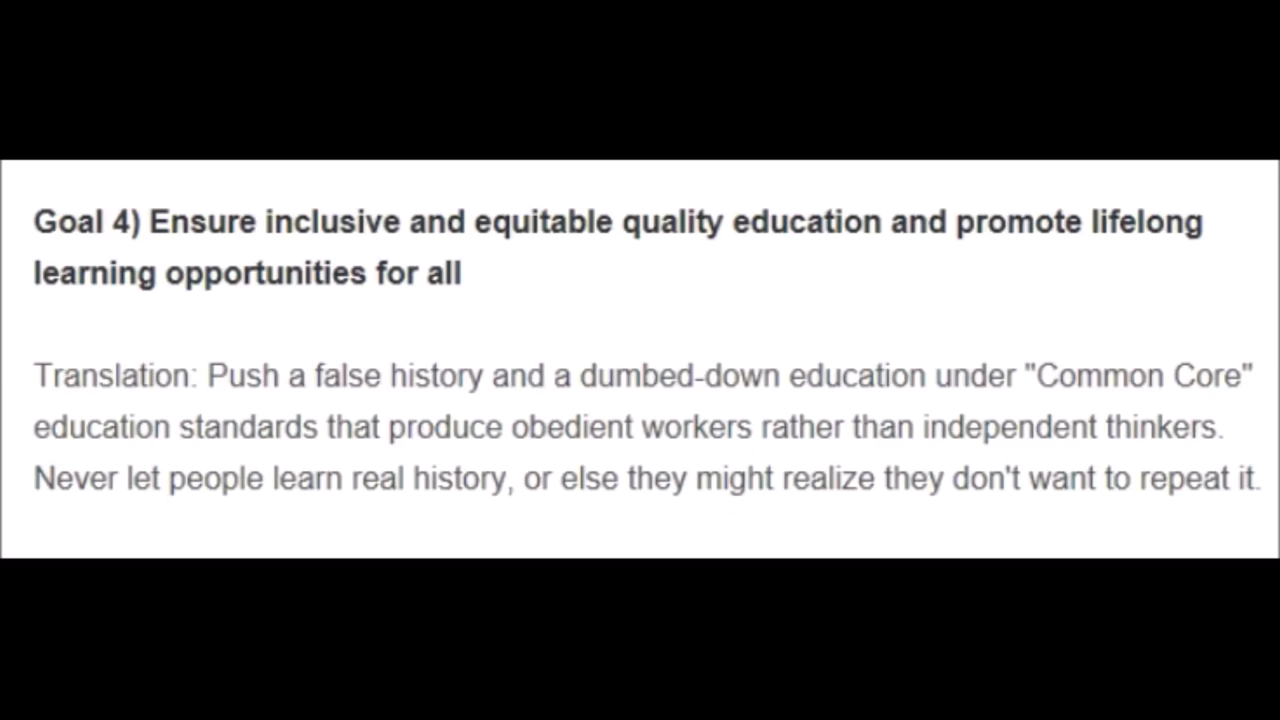 Goal 4) Ensure inclusive and equitable quality education and promote lifelong
learning opportunities for all
Translation: Push a false history and a dumbed-down education under "Common Core"
education standards that produce obedient workers rather than independent thinkers.
Never let people learn real history, or else they might realize they don't want to repeat it.